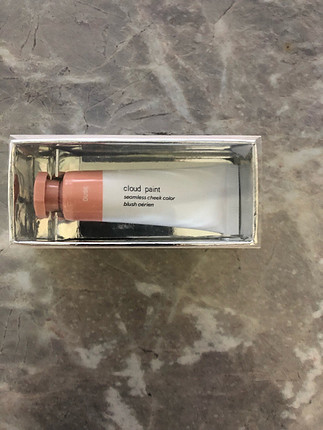 cloud paint
seamless cheek color
blush aérien